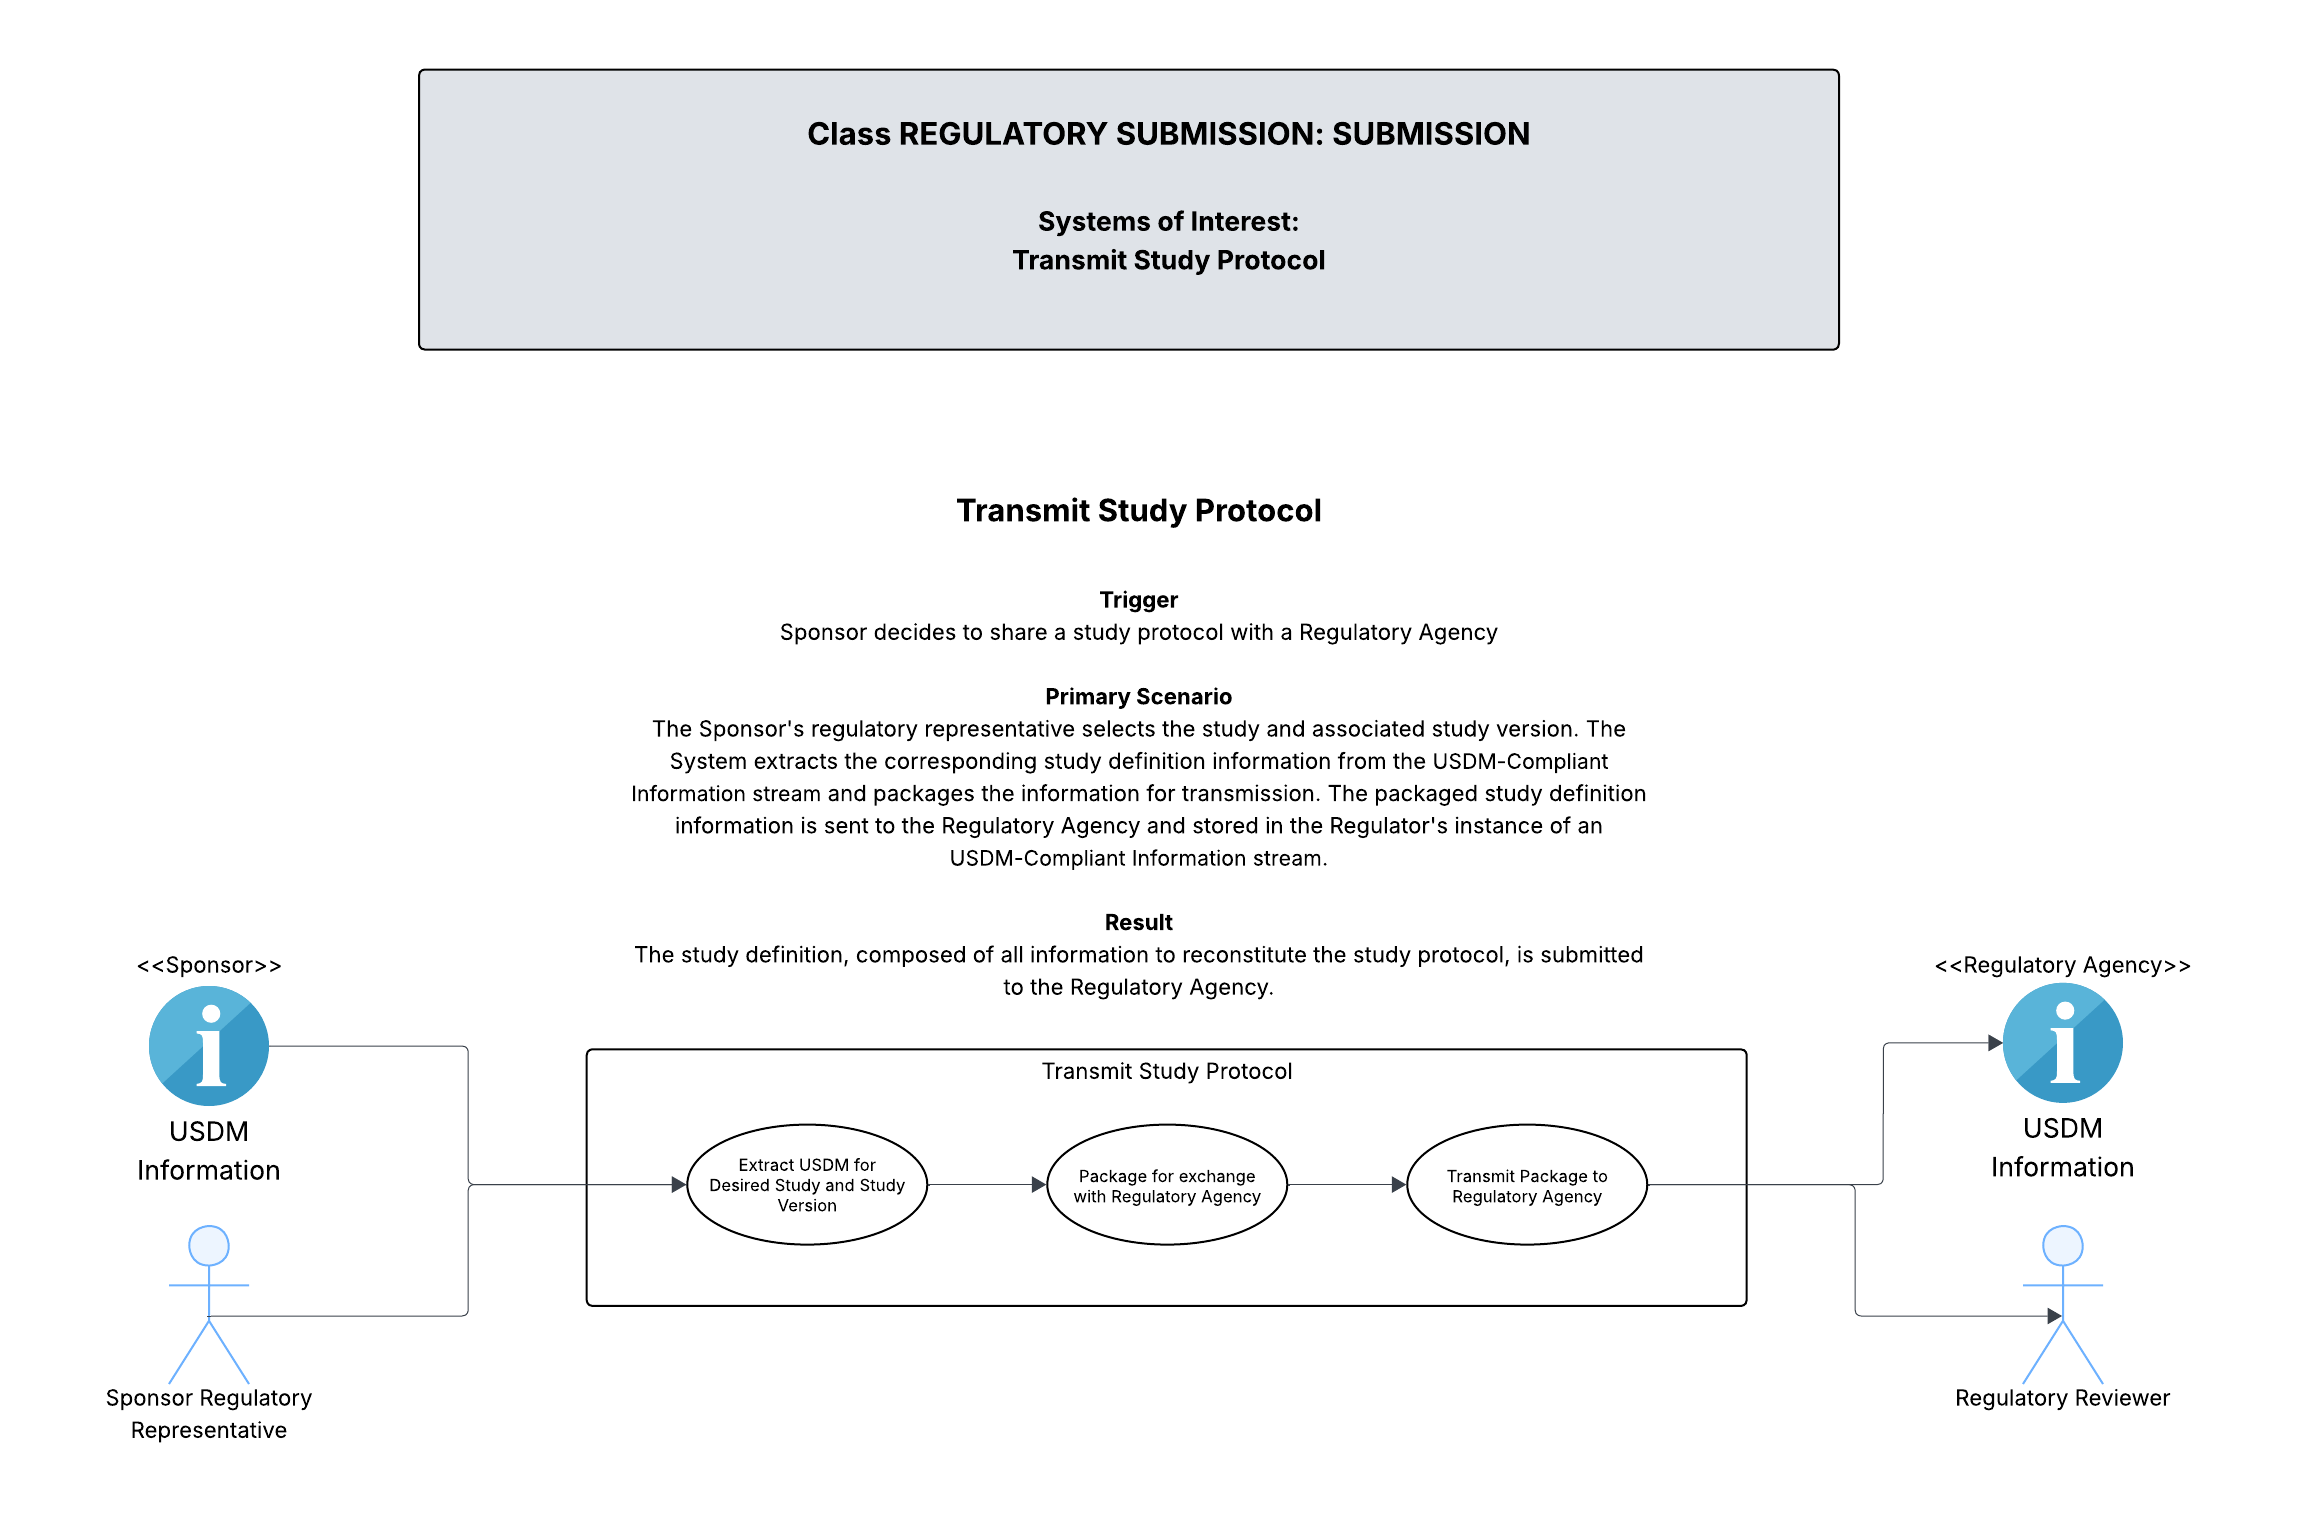 Class REGULATORY SUBMISSION: SUBMISSION
Systems of Interest:
Transmit Study Protocol
Transmit Study Protocol
Trigger
Sponsor decides to share a study protocol with a Regulatory Agency
Primary Scenario
The Sponsor's regulatory representative selects the study and associated study version. The
System extracts the corresponding study definition information from the USDM-Compliant
Information stream and packages the information for transmission. The packaged study definition
information is sent to the Regulatory Agency and stored in the Regulator's instance of an
USDM-Compliant Information stream.
Result
The study definition, composed of all information to reconstitute the study protocol, is submitted
to the Regulatory Agency.
<<Sponsor>>
USDM
Information
Sponsor Regulatory
Representative
Transmit Study Protocol
Extract USDM for
Desired Study and Study
Version
Package for exchange
with Regulatory Agency
Transmit Package to
Regulatory Agency
<<Regulatory Agency>>
USDM
Information
Regulatory Reviewer